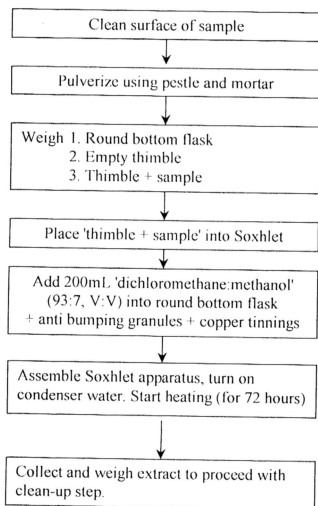 Clean surface of sample
Pulverize using pestle and mortar
Weigh 1. Round bottom flask
2. Empty thimble
3. Thimble + sample
Place 'thimble + sample' into Soxhlet
Add 200mL 'dichloromethane:methanol'
(93:7, V:V) into round bottom flask
+ anti bumping granules + copper tinnings
Assemble Soxhlet apparatus, turn on
condenser water. Start heating (for 72 hours)
Collect and weigh extract to proceed with
clean-up step.